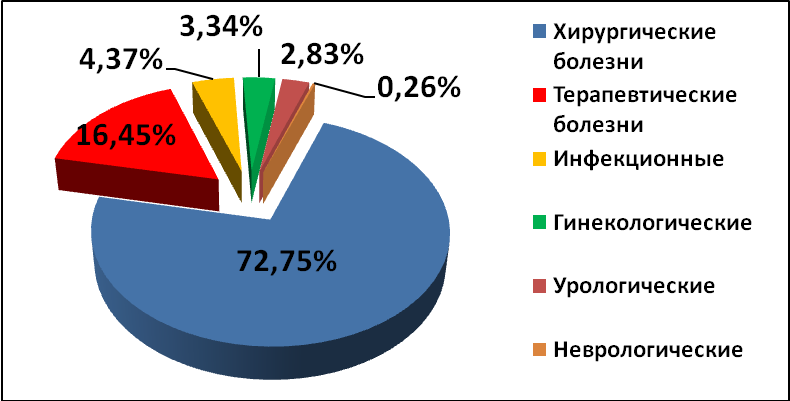 3,34%
4,37%
2,83%
0,26%
16,45%
72,75%
Хирургические
болезни
Терапевтические
болезни
Инфекционные
Гинекологические
Урологические
Неврологические